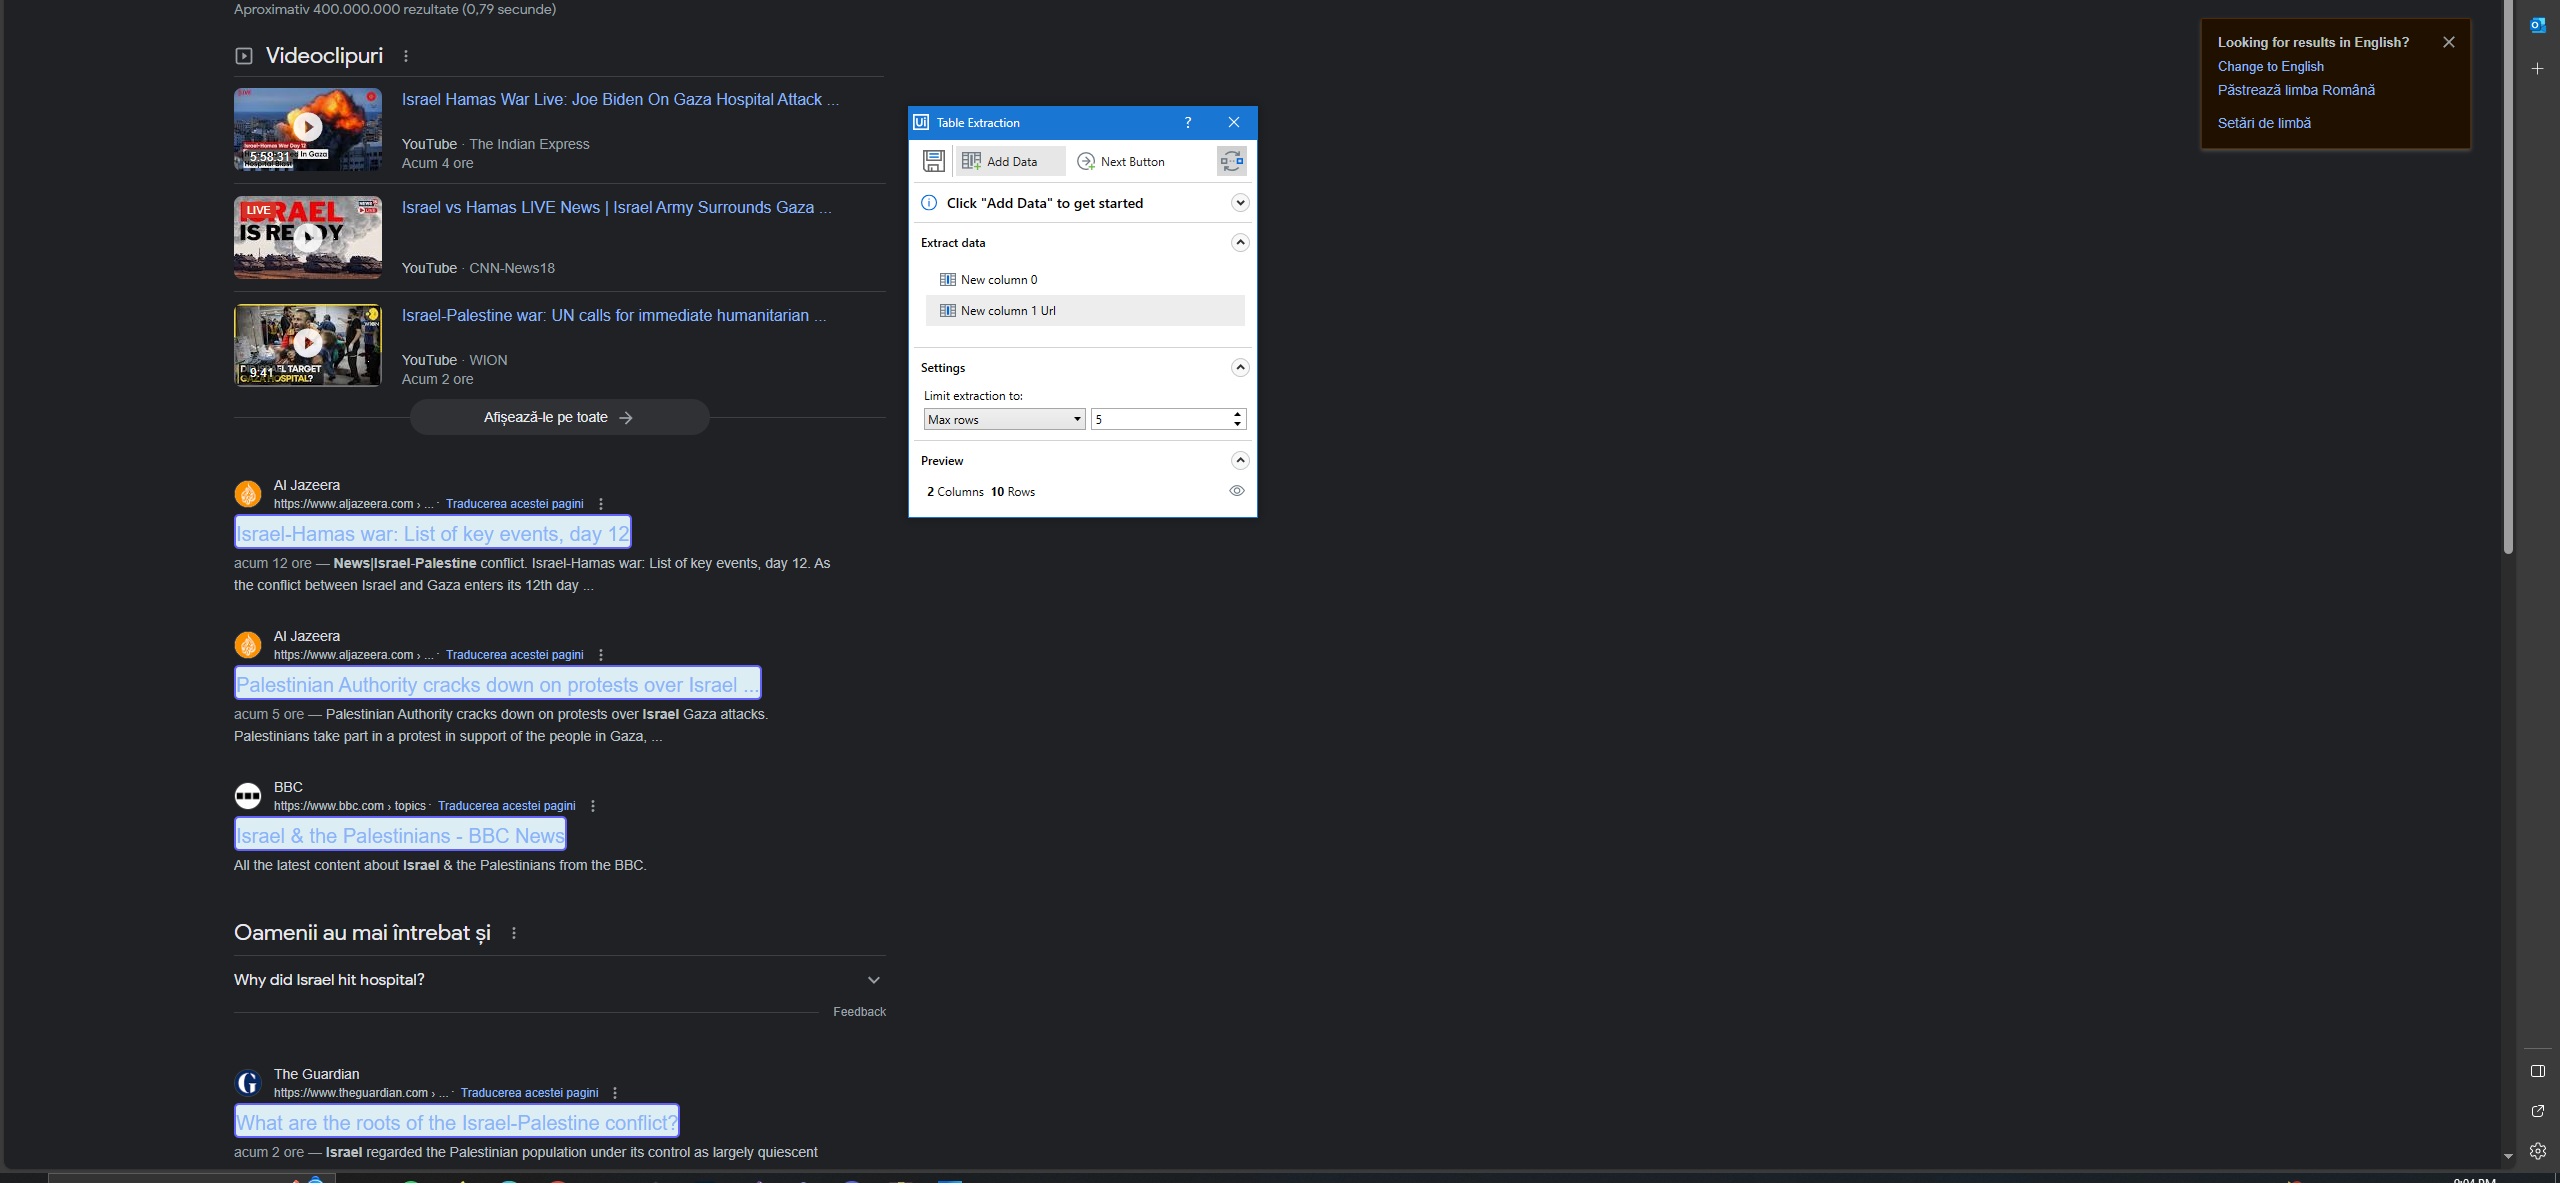 Aproximativ 400.000.000 rezultate (0,79 secunde)
Videoclipuri
Israel Hamas War Live: Joe Biden On Gaza Hospital Attack ...
YouTube · The Indian Express
Acum 4 ore
5:58:31
Israel vs Hamas LIVE News | Israel Army Surrounds Gaza ...
YouTube · CNN-News18
LIVE
ISRAEL
IS READY
Israel-Palestine war: UN calls for immediate humanitarian ...
YouTube · WION
Acum 2 ore
9:41
Afișează-le pe toate
Al Jazeera
https://www.aljazeera.com › ... · Traducerea acestei pagini
Israel-Hamas war: List of key events, day 12
acum 12 ore — News|Israel-Palestine conflict. Israel-Hamas war: List of key events, day 12. As
the conflict between Israel and Gaza enters its 12th day ...
Al Jazeera
https://www.aljazeera.com › ... · Traducerea acestei pagini
Palestinian Authority cracks down on protests over Israel ...
acum 5 ore — Palestinian Authority cracks down on protests over Israel Gaza attacks.
Palestinians take part in a protest in support of the people in Gaza, ...
BBC
https://www.bbc.com › topics · Traducerea acestei pagini
Israel & the Palestinians - BBC News
All the latest content about Israel & the Palestinians from the BBC.
Oamenii au mai întrebat și
Why did Israel hit hospital?
Feedback
The Guardian
https://www.theguardian.com › ... · Traducerea acestei pagini
What are the roots of the Israel-Palestine conflict?
acum 2 ore — Israel regarded the Palestinian population under its control as largely quiescent
Ui Table Extraction
?
Add Data
Next Button
Click "Add Data" to get started
Extract data
New column 0
New column 1 Url
Settings
Limit extraction to:
Max rows
5
Preview
2 Columns 10 Rows
Looking for results in English?
Change to English
Păstrează limba Română
Setări de limbă